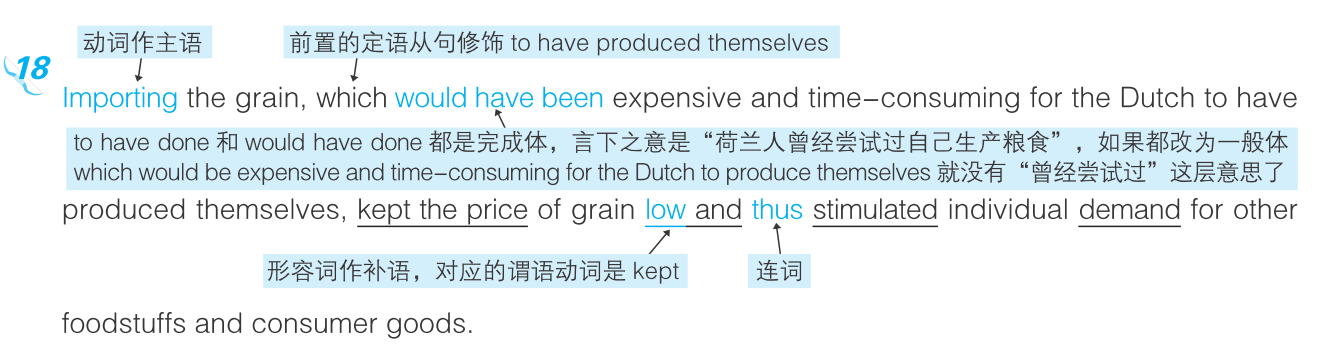 动词作主语
前置的定语从句修饰 to have produced themselves
18
Importing the grain, which would have been expensive and time-consuming for the Dutch to have
to have done 和 would have done 都是完成体，言下之意是“荷兰人曾经尝试过自己生产粮食”，如果都改为一般体
which would be expensive and time-consuming for the Dutch to produce themselves 就没有“曾经尝试过”这层意思了
produced themselves, kept the price of grain low and thus stimulated individual demand for other
形容词作补语，对应的谓语动词是 kept
连词
foodstuffs and consumer goods.